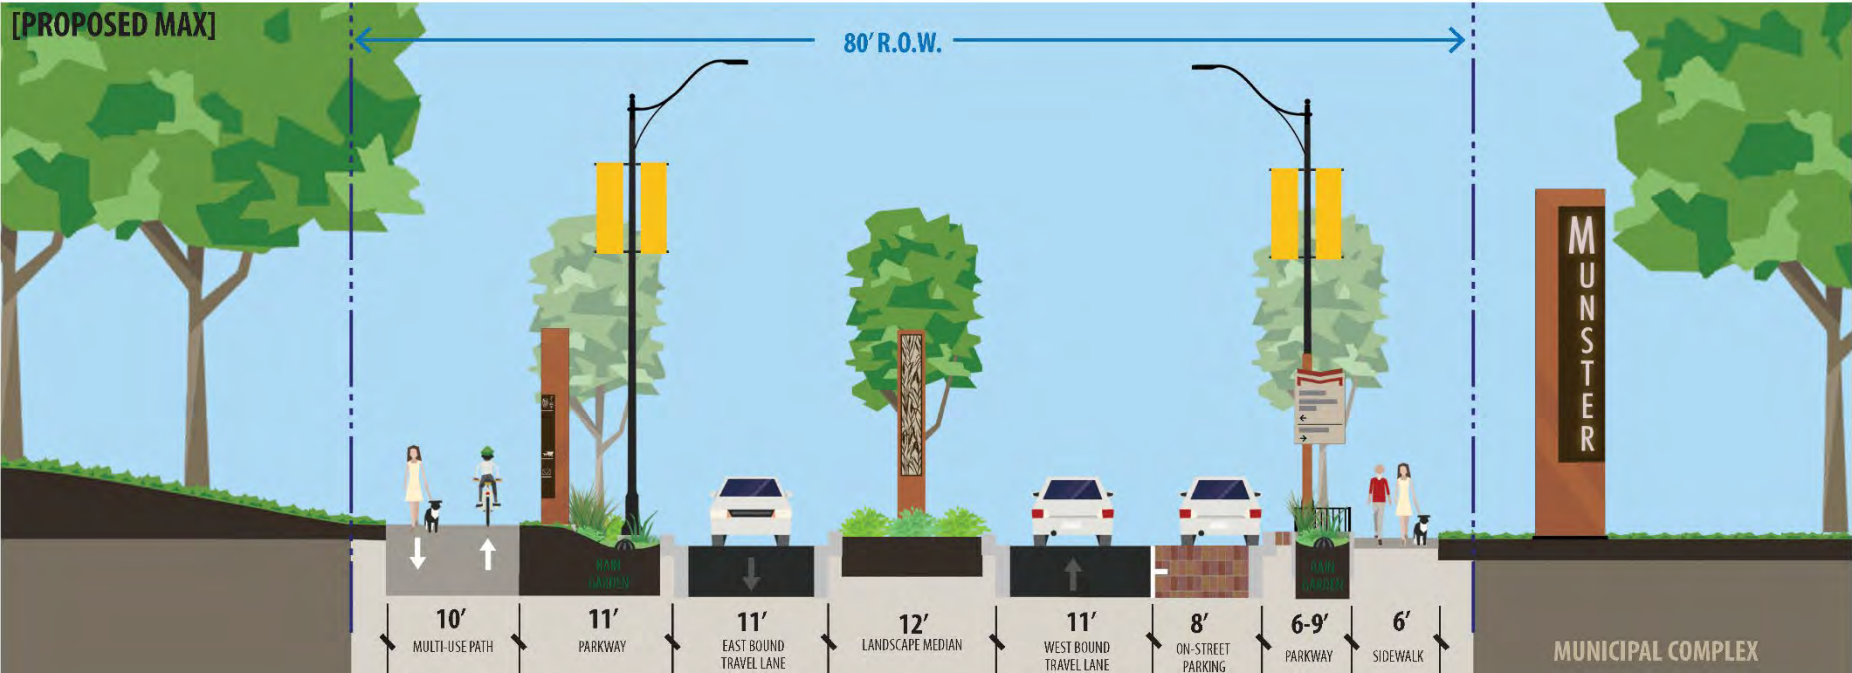 [PROPOSED MAX]
80' R.O.W.
MUNSTER
RAIN
GARDEN
RAIN
GARDEN
10'
MULTI-USE PATH
11'
PARKWAY
11'
EAST BOUND
TRAVEL LANE
12'
LANDSCAPE MEDIAN
11'
WEST BOUND
TRAVEL LANE
8'
ON-STREET
PARKING
6-9'
PARKWAY
6'
SIDEWALK
MUNICIPAL COMPLEX